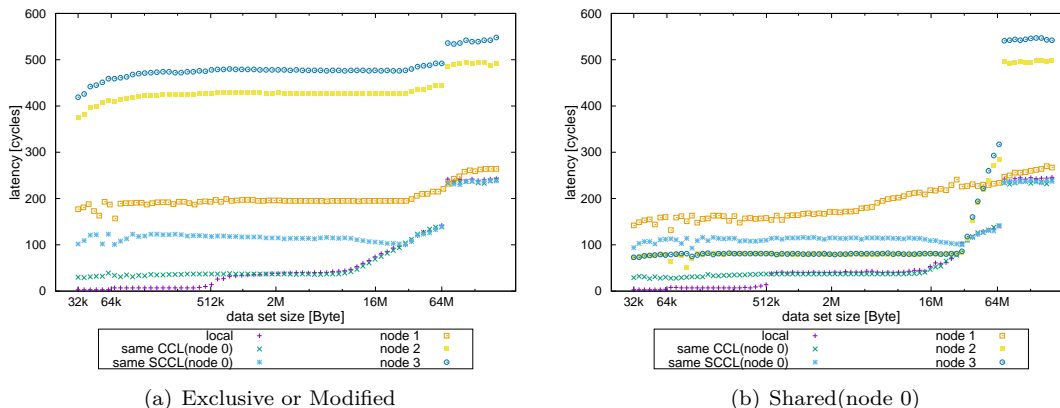 600
500
400
300
200
100
0
latency [cycles]
32k 64k 512k 2M 16M 64M
data set size [Byte]
local
same CCL(node 0)
same SCCL(node 0)
node 1
node 2
node 3
(a) Exclusive or Modified
600
500
400
300
200
100
0
latency [cycles]
32k 64k 512k 2M 16M 64M
data set size [Byte]
local
same CCL(node 0)
same SCCL(node 0)
node 1
node 2
node 3
(b) Shared(node 0)